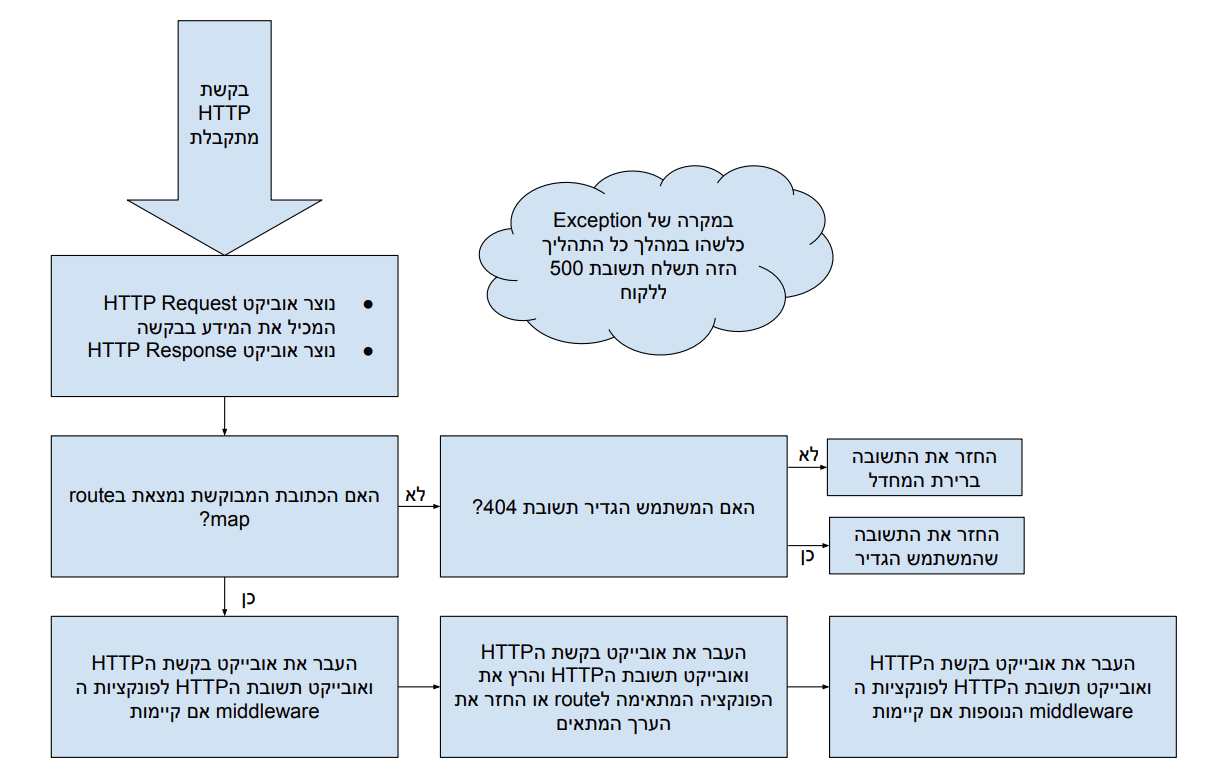 בקשת
HTTP
מתקבלת
במקרה של Exception
כלשהו במהלך כל התהליך
הזה תשלח תשובת 500
ללקוח
● נוצר אוביקט HTTP Request
המכיל את המידע בבקשה
● נוצר אוביקט HTTP Response
האם הכתובת המבוקשת נמצאת בroute
map?
לא
האם המשתמש הגדיר תשובת 404?
לא
החזר את התשובה
ברירת המחדל
כן
החזר את התשובה
שהמשתמש הגדיר
כן
העבר את אובייקט בקשת הHTTP
ואובייקט תשובת הHTTP לפונקציות ה
middleware אם קיימות
העבר את אובייקט בקשת הHTTP
ואובייקט תשובת הHTTP והרץ את
הפונקציה המתאימה לroute או החזר את
הערך המתאים
העבר את אובייקט בקשת הHTTP
ואובייקט תשובת הHTTP לפונקציות ה
middleware הנוספות אם קיימות